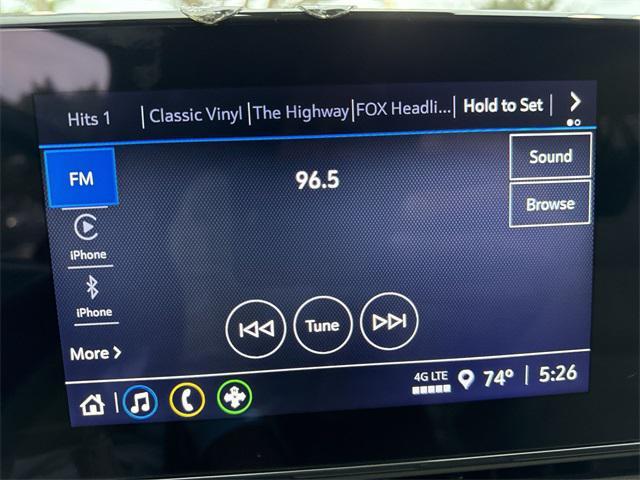 Hits 1 | Classic Vinyl | The Highway | FOX Headli... | Hold to Set |
FM
96.5
Sound
Browse
iPhone
iPhone
Tune
More
4G LTE
74° | 5:26